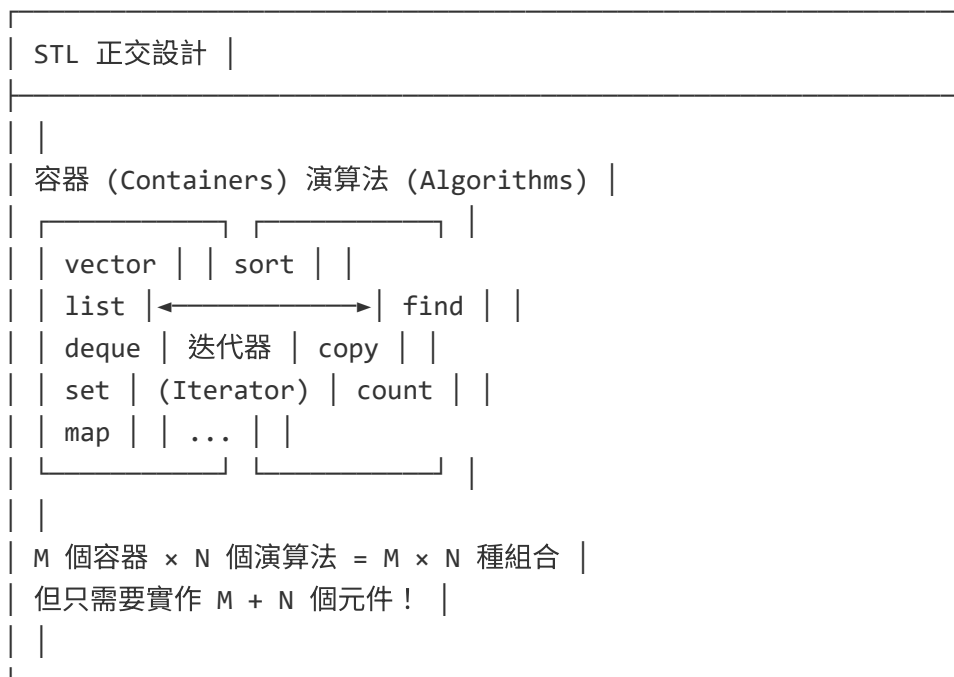 ┌──────────────────────────────────────────────
│ STL 正交設計 │
├──────────────────────────────────────────────
│ │
│ 容器 (Containers) 演算法 (Algorithms) │
│ ┌───────────┐ ┌───────────┐ │
│ │ vector │ │ sort │ │
│ │ list │◄────────────►│ find │ │
│ │ deque │ 迭代器 │ copy │ │
│ │ set │ (Iterator) │ count │ │
│ │ map │ │ ... │ │
│ └───────────┘ └───────────┘ │
│ │
│ M 個容器 × N 個演算法 = M × N 種組合 │
│ 但只需要實作 M + N 個元件！ │
│ │